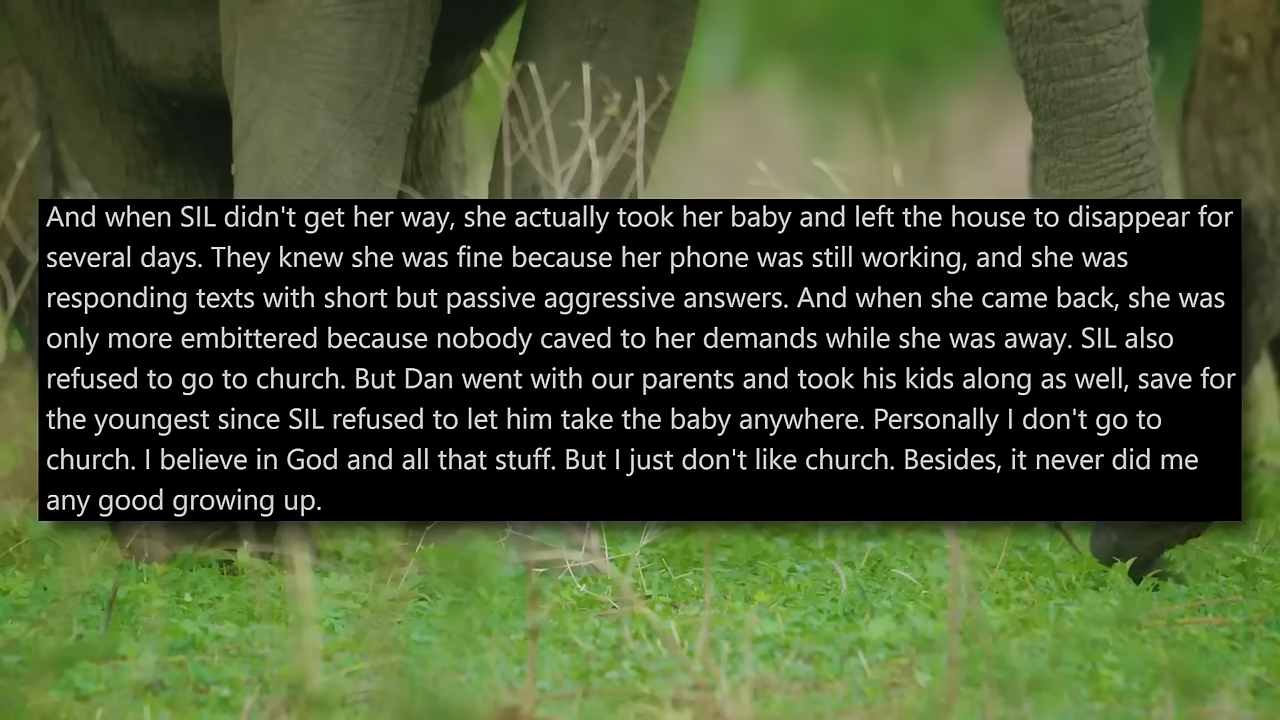 And when SIL didn't get her way, she actually took her baby and left the house to disappear for
several days. They knew she was fine because her phone was still working, and she was
responding texts with short but passive aggressive answers. And when she came back, she was
only more embittered because nobody caved to her demands while she was away. SIL also
refused to go to church. But Dan went with our parents and took his kids along as well, save for
the youngest since SIL refused to let him take the baby anywhere. Personally I don't go to
church. I believe in God and all that stuff. But I just don't like church. Besides, it never did me
any good growing up.